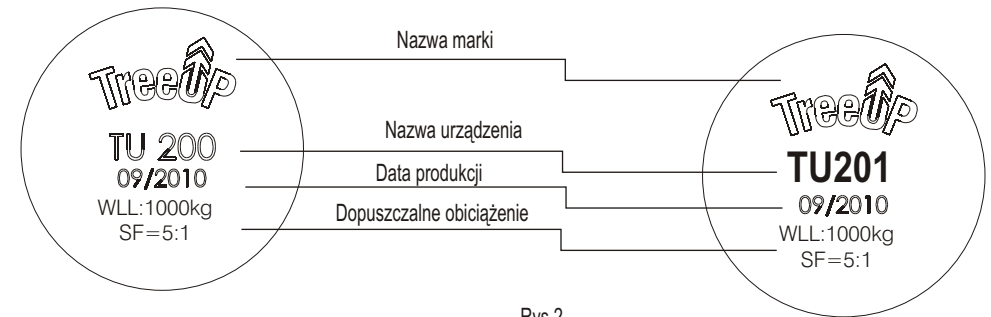 Nazwa marki
TreeUP
TU 200
09/2010
WLL:1000kg
SF=5:1
Nazwa urządzenia
Data produkcji
Dopuszczalne obiciążenie
TreeUP
TU201
09/2010
WLL:1000kg
SF=5:1
Rys 2